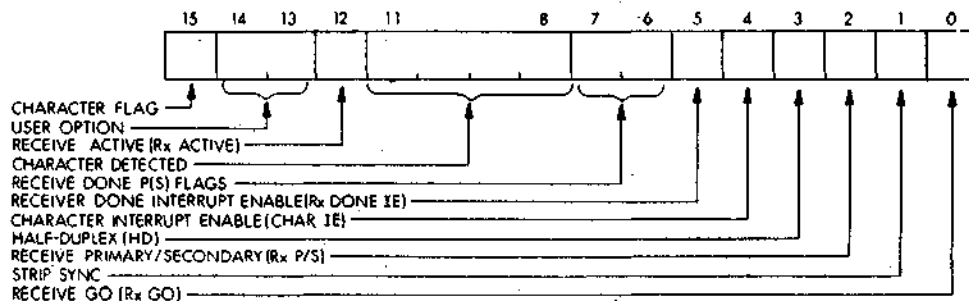 15 14 13 12 11 8 7 6 5 4 3 2 1 0
CHARACTER FLAG
USER OPTION
RECEIVE ACTIVE (Rx ACTIVE)
CHARACTER DETECTED
RECEIVE DONE P(S) FLAGS
RECEIVER DONE INTERRUPT ENABLE(Rx DONE IE)
CHARACTER INTERRUPT ENABLE(CHAR IE)
HALF-DUPLEX (HD)
RECEIVE PRIMARY/SECONDARY(Rx P/S)
STRIP SYNC
RECEIVE GO (Rx GO)